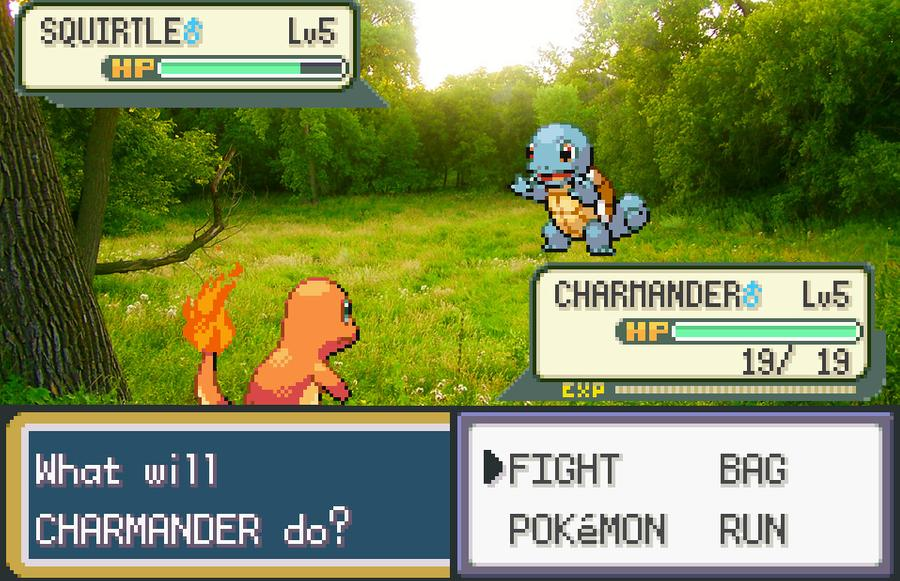 SQUIRTLE♂ Lv5
HP
CHARMANDER♂ Lv5
HP
19/ 19
EXP
What will
CHARMANDER do?
FIGHT BAG
POKéMON RUN